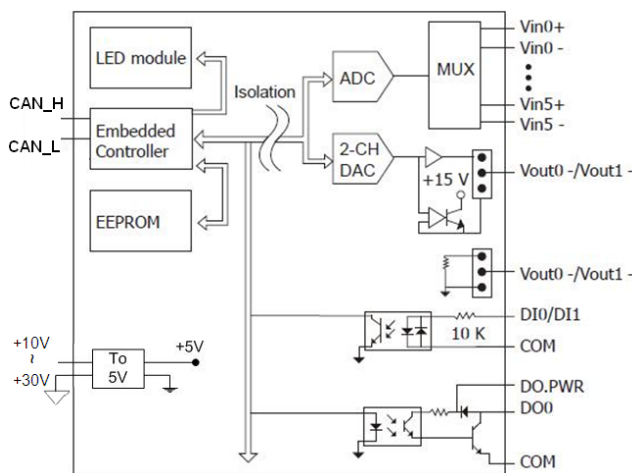 LED module
CAN_H
CAN_L
Embedded
Controller
EEPROM
Isolation
ADC
MUX
Vin0+
Vin0 -
Vin5+
Vin5 -
2-CH
DAC
+15 V
Vout0 -/Vout1 -
Vout0 -/Vout1 -
DI0/DI1
10 K
COM
+10V
~
+30V
To
5V
+5V
DO.PWR
DO0
COM